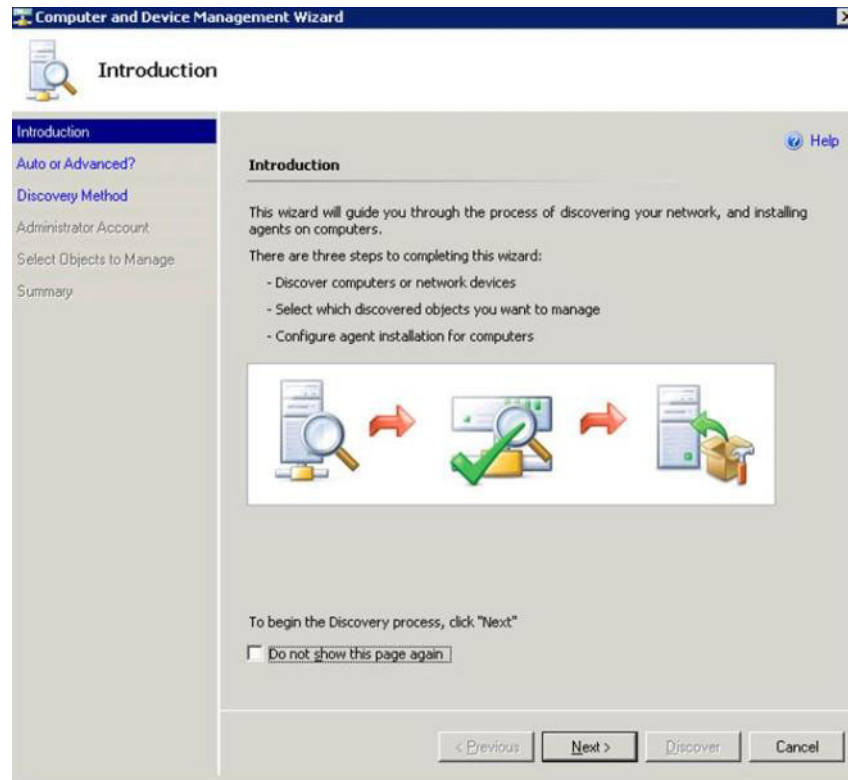 Computer and Device Management Wizard
Introduction
Introduction
Auto or Advanced?
Discovery Method
Administrator Account
Select Objects to Manage
Summary
Help
Introduction
This wizard will guide you through the process of discovering your network, and installing
agents on computers.
There are three steps to completing this wizard:
- Discover computers or network devices
- Select which discovered objects you want to manage
- Configure agent installation for computers
To begin the Discovery process, click "Next"
Do not show this page again
< Previous
Next >
Discover
Cancel